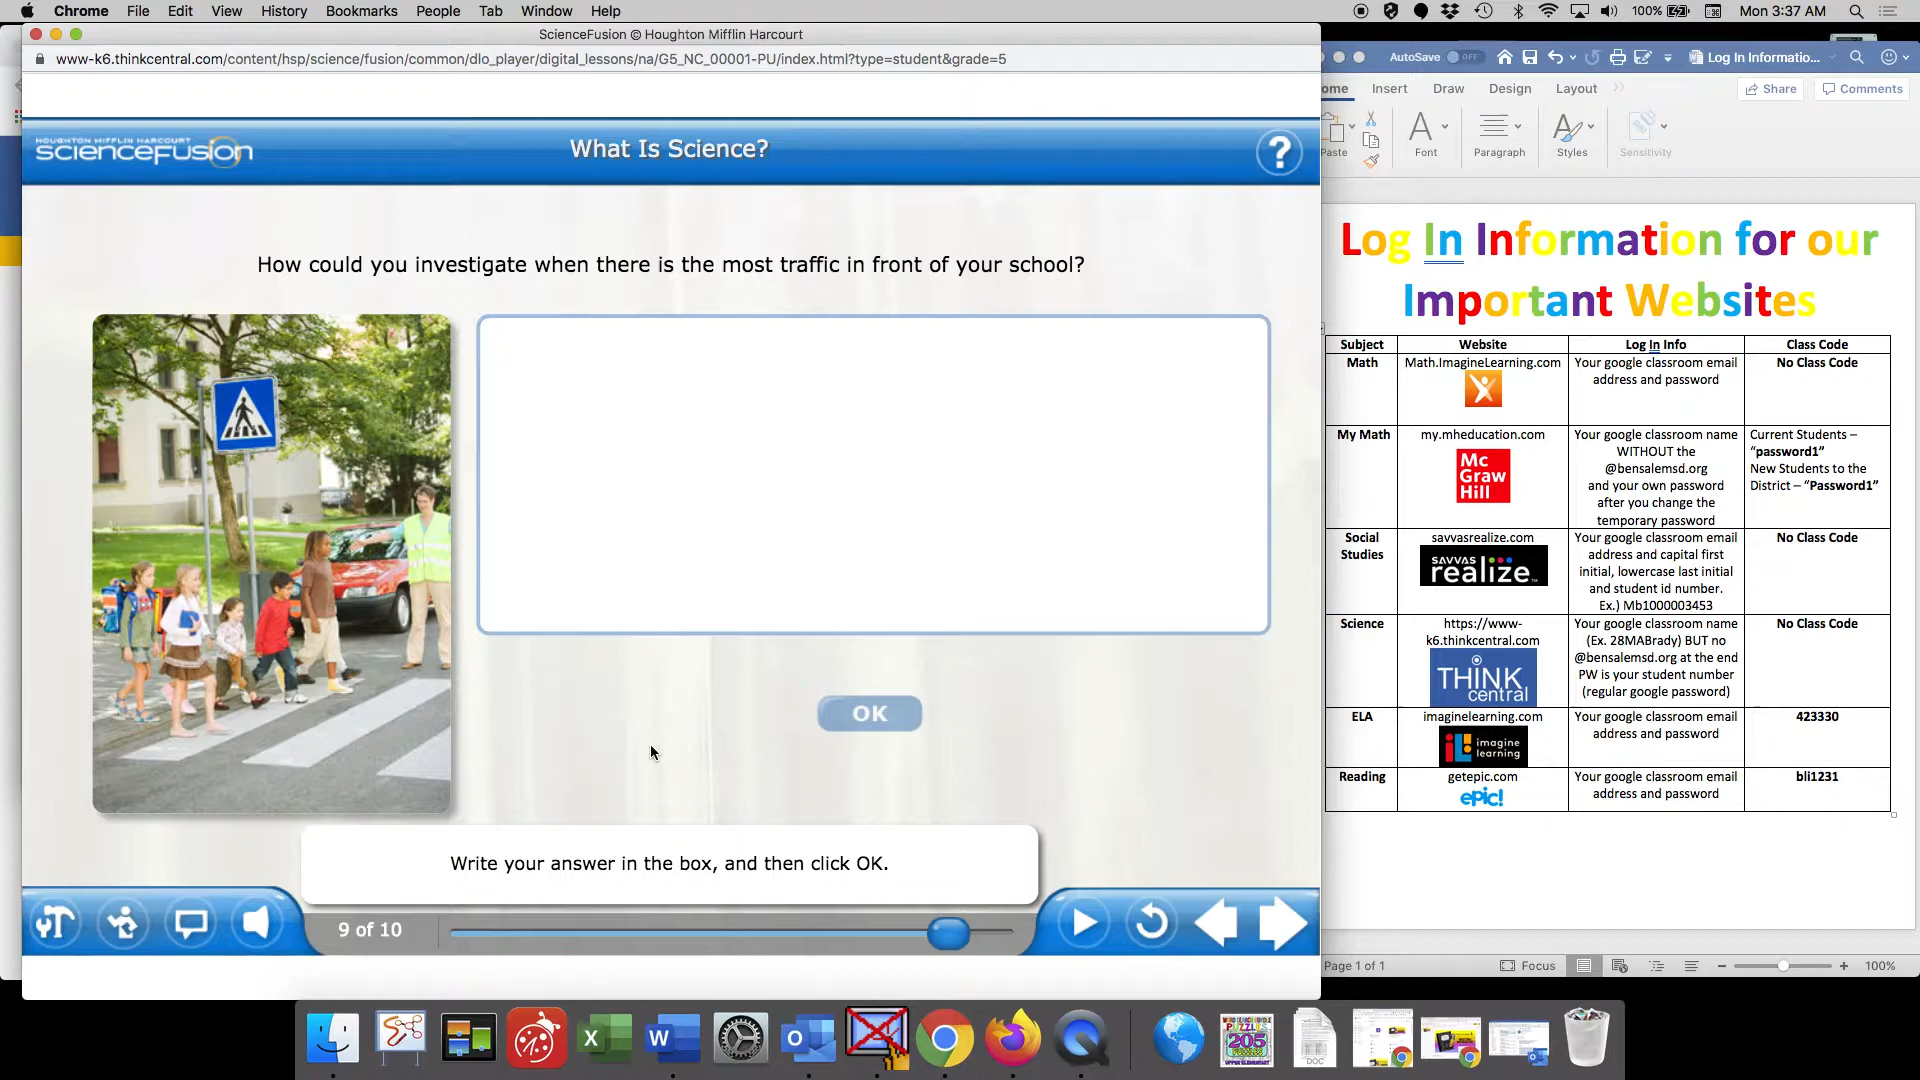 Chrome File Edit View History Bookmarks People Tab Window Help
100% Mon 3:37 AM
ScienceFusion © Houghton Mifflin Harcourt
www-k6.thinkcentral.com/content/hsp/science/fusion/common/dlo_player/digital_lessons/na/G5_NC_00001-PU/index.html?type=student&grade=5
HOUGHTON MIFFLIN HARCOURT
scienceFusion
What Is Science?
?
How could you investigate when there is the most traffic in front of your school?
OK
Write your answer in the box, and then click OK.
9 of 10
AutoSave OFF
Log In Informatio...
ome Insert Draw Design Layout
Share Comments
Paste Font Paragraph Styles Sensitivity
Log In Information for our
Important Websites
Subject Website Log In Info Class Code
Math Math.ImagineLearning.com Your google classroom email No Class Code
address and password
My Math my.mheducation.com Your google classroom name Current Students –
WITHOUT the "password1"
@bensalemsd.org New Students to the
and your own password District – "Password1"
after you change the
temporary password
Mc
Graw
Hill
Social savvasrealize.com Your google classroom email No Class Code
Studies address and capital first
SAVVAS
realize™
initial, lowercase last initial
and student id number.
Ex.) Mb1000003453
Science https://www- Your google classroom name No Class Code
k6.thinkcentral.com (Ex. 28MABrady) BUT no
@bensalemsd.org at the end
PW is your student number
(regular google password)
THINK
central
ELA imaginelearning.com Your google classroom email 423330
address and password
imagine
learning
Reading getepic.com Your google classroom email bli1231
epic! address and password
Page 1 of 1 Focus 100%
205
PUZZLES
DOC